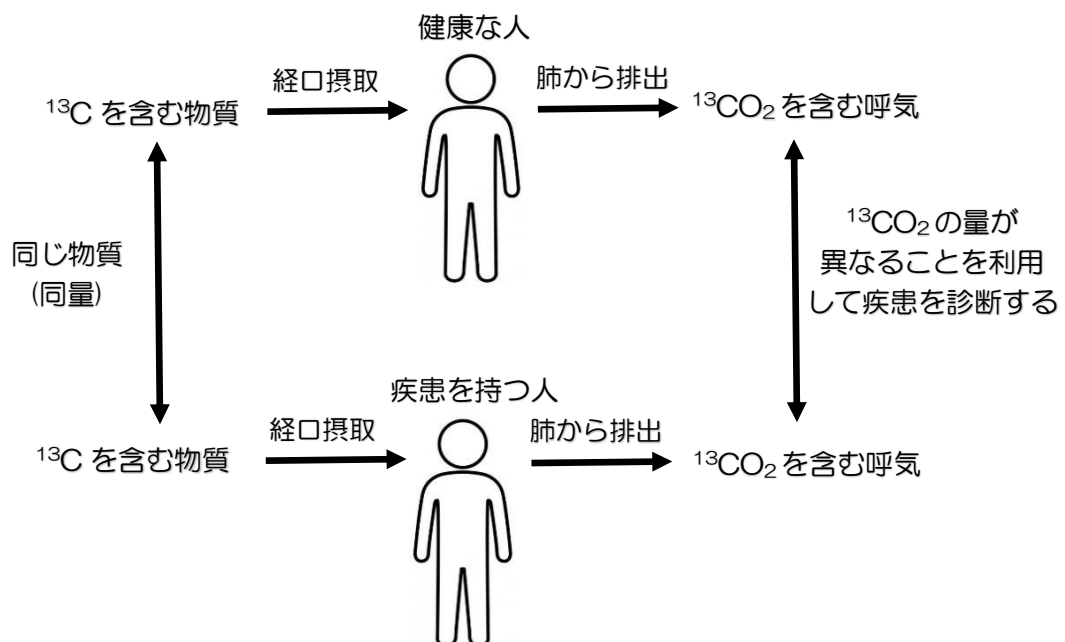 健康な人
経口摂取
肺から排出
¹³C を含む物質
¹³CO₂ を含む呼気
同じ物質
(同量)
¹³CO₂ の量が
異なることを利用
して疾患を診断する
疾患を持つ人
経口摂取
肺から排出
¹³C を含む物質
¹³CO₂ を含む呼気